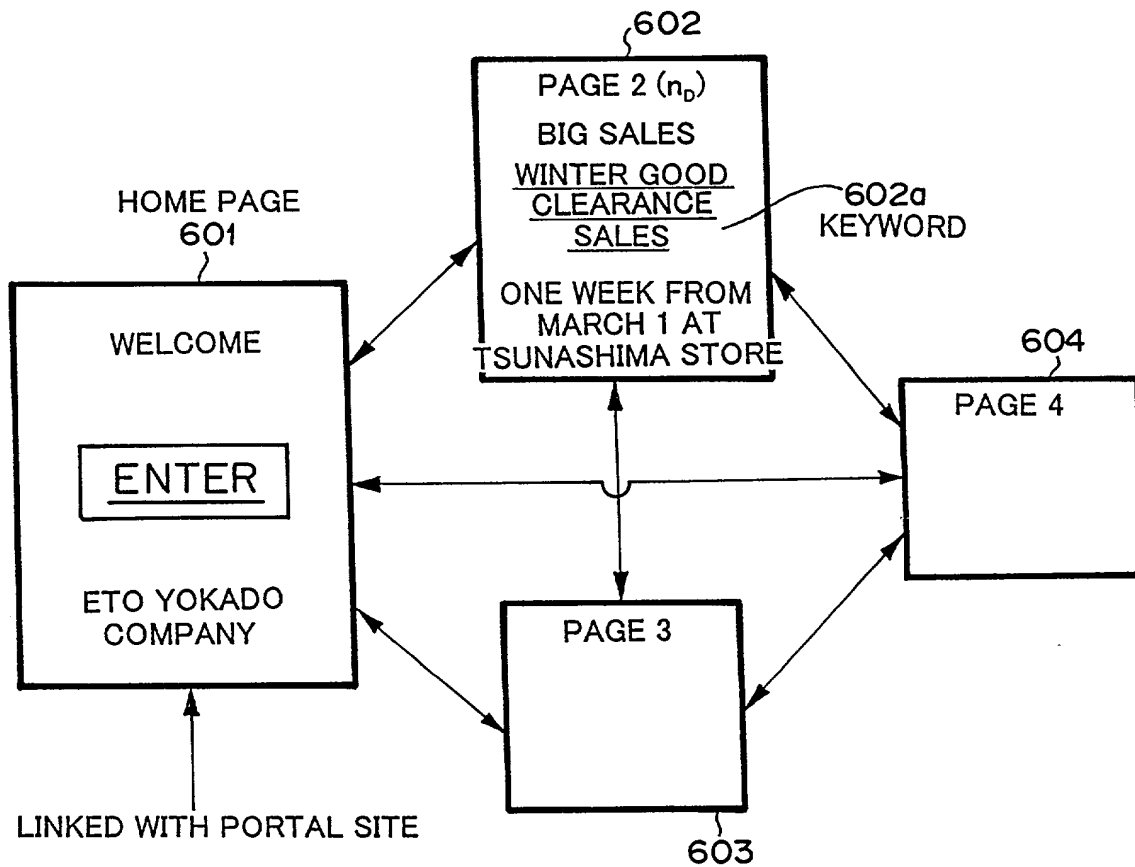 602
PAGE 2 (n_D)
BIG SALES
WINTER GOOD
CLEARANCE
SALES
ONE WEEK FROM
MARCH 1 AT
TSUNASHIMA STORE
602a
KEYWORD
HOME PAGE
601
WELCOME
ENTER
ETO YOKADO
COMPANY
LINKED WITH PORTAL SITE
604
PAGE 4
PAGE 3
603